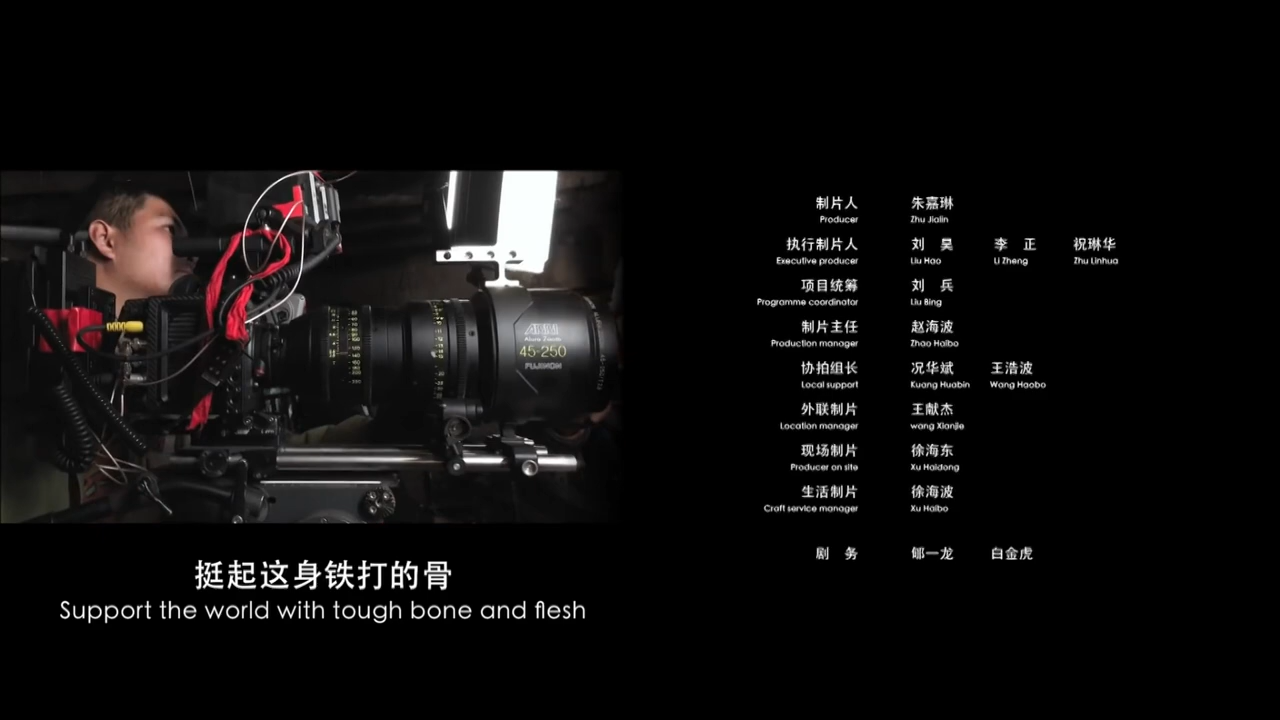 45-250
FUJINON
挺起这身铁打的骨
Support the world with tough bone and flesh
制片人 朱嘉琳
Producer Zhu Jialin
执行制片人 刘 昊 李 正 祝琳华
Executive producer Liu Hao Li Zheng Zhu Linhua
项目统筹 刘 兵
Programme coordinator Liu Bing
制片主任 赵海波
Production manager Zhao Haibo
协拍组长 况华斌 王浩波
Local support Kuang Huabin Wang Haobo
外联制片 王献杰
Location manager wang Xianjie
现场制片 徐海东
Producer on site Xu Haidong
生活制片 徐海波
Craft service manager Xu Haibo
剧 务 郇一龙 白金虎